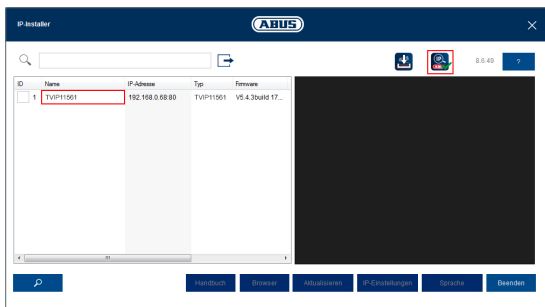 IP-Installer
ABUS
8.6.49 ?
ID Name IP-Adresse Typ Firmware
1 TVIP11561 192.168.0.68:80 TVIP11561 V5.4.3build 17...
Handbuch Browser Aktualisieren IP-Einstellungen Sprache Beenden